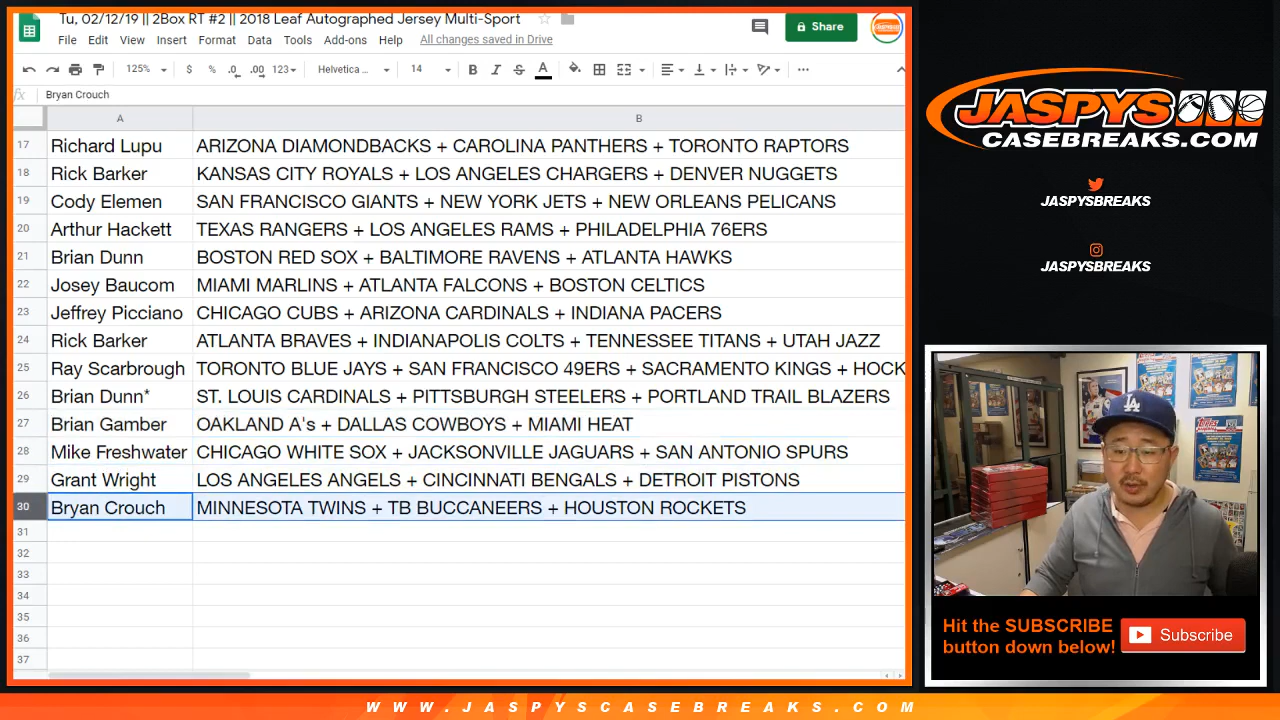 Tu, 02/12/19 || 2Box RT #2 || 2018 Leaf Autographed Jersey Multi-Sport
File Edit View Insert Format Data Tools Add-ons Help All changes saved in Drive
Share
125% $ % .0 .00 123 Helvetica ... 14 B I S A
fx Bryan Crouch
A B
17 Richard Lupu ARIZONA DIAMONDBACKS + CAROLINA PANTHERS + TORONTO RAPTORS
18 Rick Barker KANSAS CITY ROYALS + LOS ANGELES CHARGERS + DENVER NUGGETS
19 Cody Elemen SAN FRANCISCO GIANTS + NEW YORK JETS + NEW ORLEANS PELICANS
20 Arthur Hackett TEXAS RANGERS + LOS ANGELES RAMS + PHILADELPHIA 76ERS
21 Brian Dunn BOSTON RED SOX + BALTIMORE RAVENS + ATLANTA HAWKS
22 Josey Baucom MIAMI MARLINS + ATLANTA FALCONS + BOSTON CELTICS
23 Jeffrey Picciano CHICAGO CUBS + ARIZONA CARDINALS + INDIANA PACERS
24 Rick Barker ATLANTA BRAVES + INDIANAPOLIS COLTS + TENNESSEE TITANS + UTAH JAZZ
25 Ray Scarbrough TORONTO BLUE JAYS + SAN FRANCISCO 49ERS + SACRAMENTO KINGS + HOCK
26 Brian Dunn* ST. LOUIS CARDINALS + PITTSBURGH STEELERS + PORTLAND TRAIL BLAZERS
27 Brian Gamber OAKLAND A's + DALLAS COWBOYS + MIAMI HEAT
28 Mike Freshwater CHICAGO WHITE SOX + JACKSONVILLE JAGUARS + SAN ANTONIO SPURS
29 Grant Wright LOS ANGELES ANGELS + CINCINNATI BENGALS + DETROIT PISTONS
30 Bryan Crouch MINNESOTA TWINS + TB BUCCANEERS + HOUSTON ROCKETS
31
32
33
34
35
36
37
JASPYS
CASEBREAKS.COM
JASPYSBREAKS
JASPYSBREAKS
LA
Hit the SUBSCRIBE
button down below!
Subscribe
WWW.JASPYSCASEBREAKS.COM